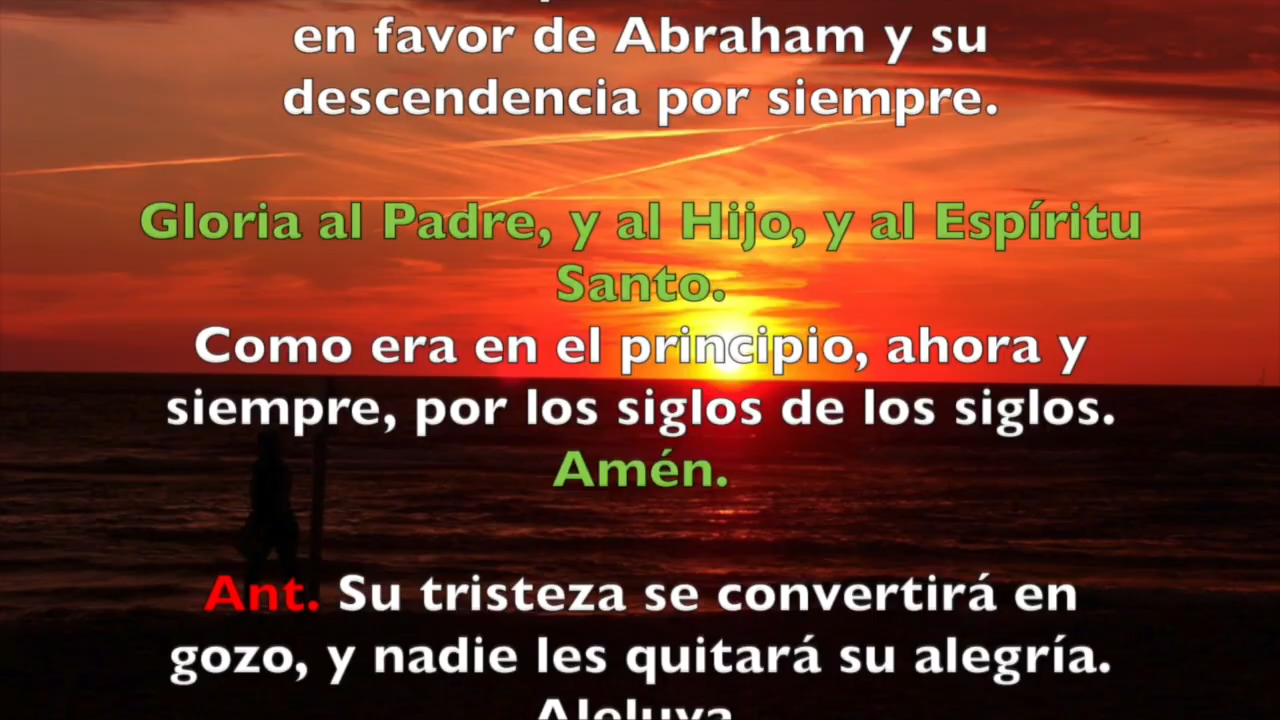 en favor de Abraham y su
descendencia por siempre.
Gloria al Padre, y al Hijo, y al Espíritu
Santo.
Como era en el principio, ahora y
siempre, por los siglos de los siglos.
Amén.
Ant. Su tristeza se convertirá en
gozo, y nadie les quitará su alegría.
Aleluya